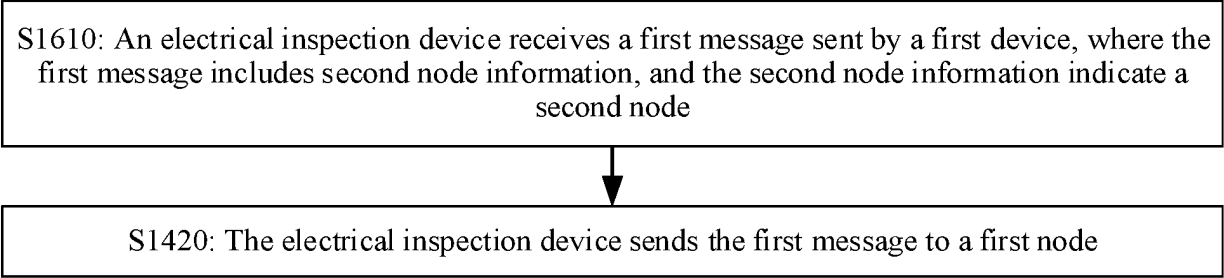 S1610: An electrical inspection device receives a first message sent by a first device, where the
first message includes second node information, and the second node information indicate a
second node
S1420: The electrical inspection device sends the first message to a first node